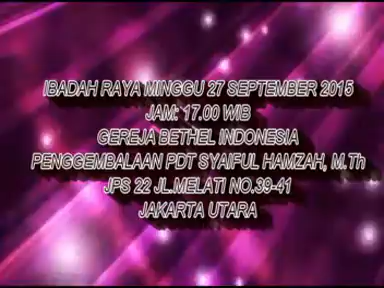 IBADAH RAYA MINGGU 27 SEPTEMBER 2015
JAM: 17.00 WIB
GEREJA BETHEL INDONESIA
PENGGEMBALAAN PDT SYAIFUL HAMZAH, M.Th
JPS 22 JL.MELATI NO.39-41
JAKARTA UTARA